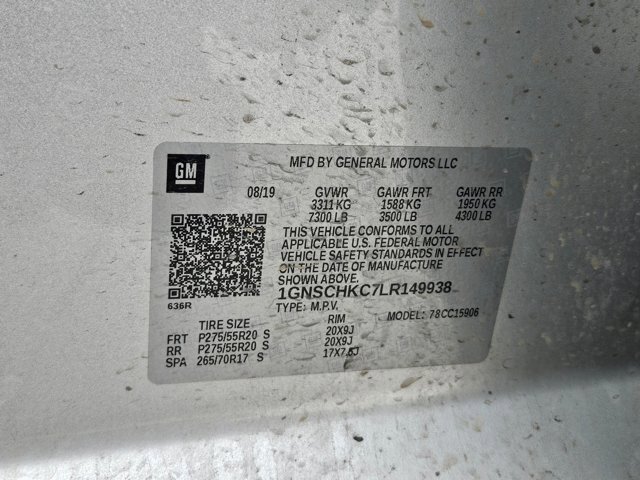 GM
MFD BY GENERAL MOTORS LLC
08/19 GVWR GAWR FRT GAWR RR
3311 KG 1588 KG 1950 KG
7300 LB 3500 LB 4300 LB
THIS VEHICLE CONFORMS TO ALL
APPLICABLE U.S. FEDERAL MOTOR
VEHICLE SAFETY STANDARDS IN EFFECT
ON THE DATE OF MANUFACTURE
SHOWN ABOVE.
1GNSCHKC7LR149938
636R
TYPE: M.P.V. MODEL: 78CC15906
TIRE SIZE RIM
FRT P275/55R20 S 20X9J
RR P275/55R20 S 20X9J
SPA 265/70R17 S 17X7.5J